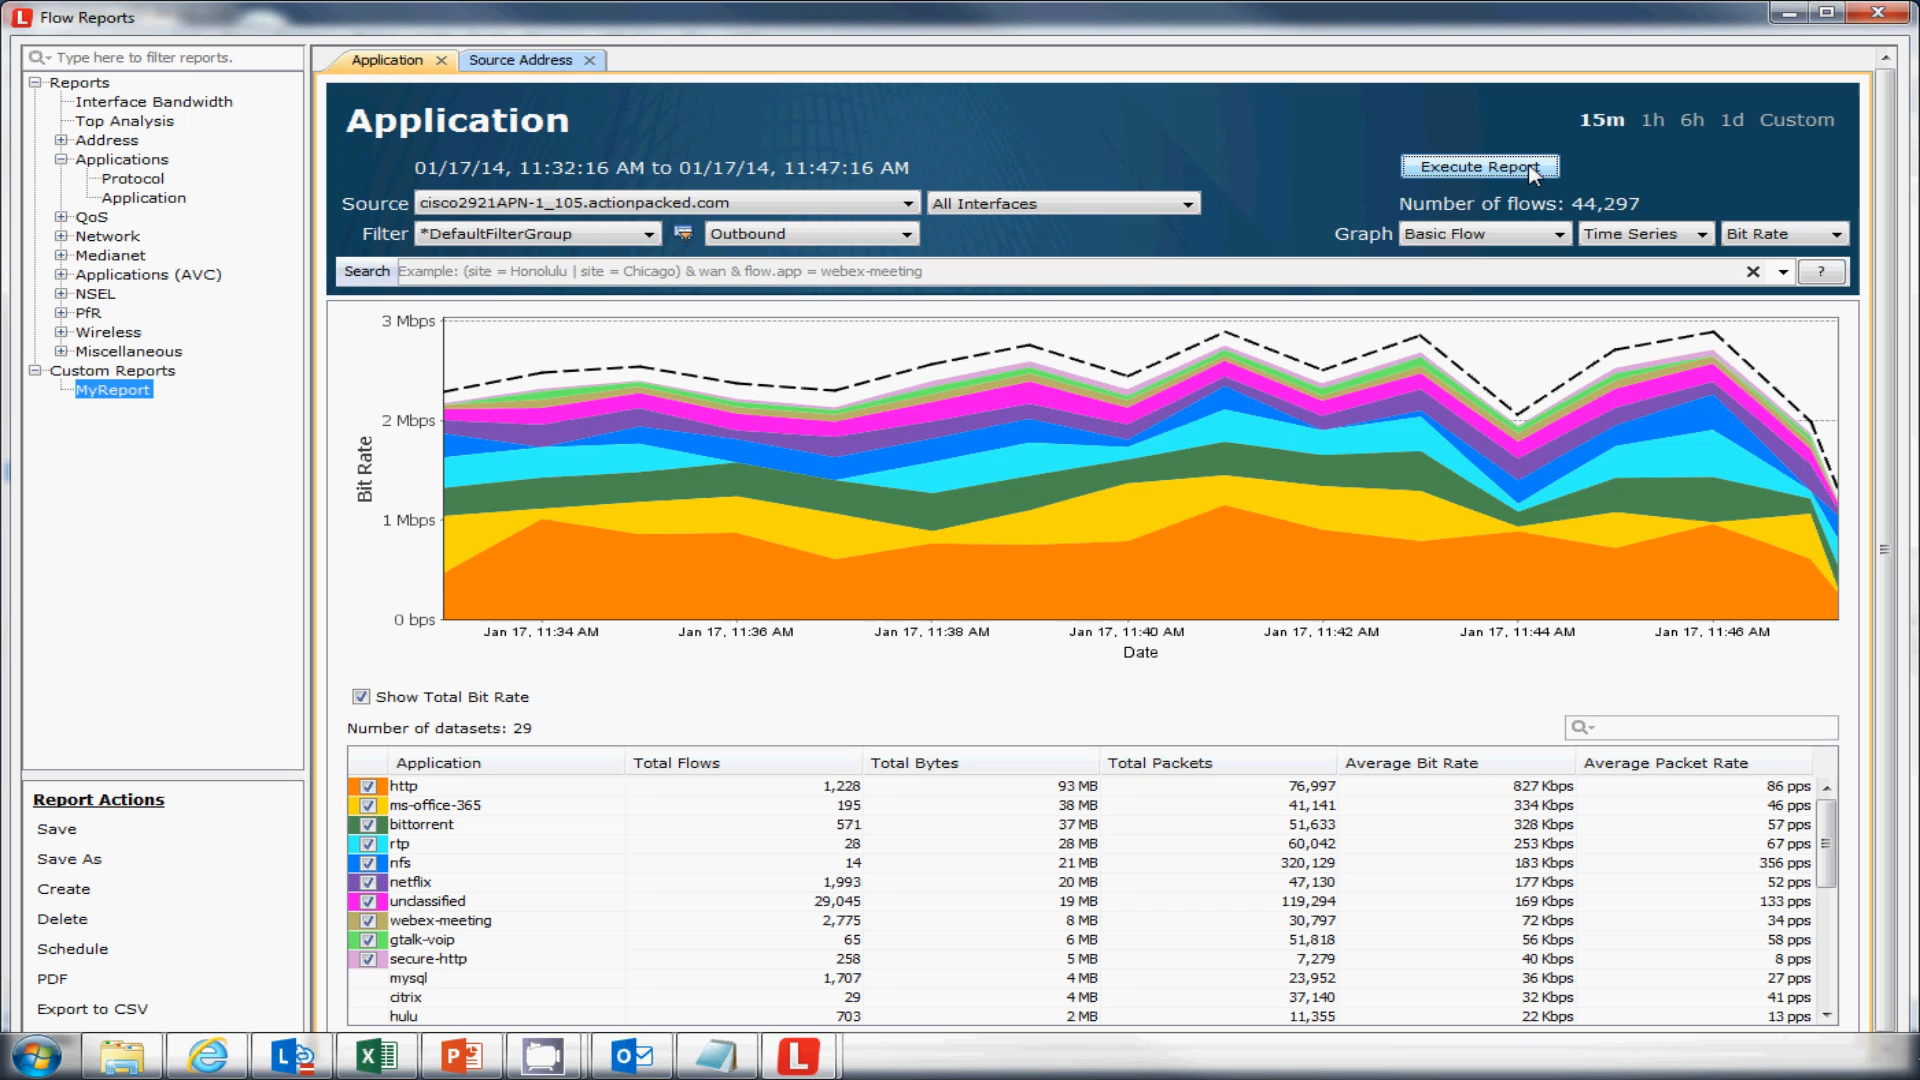 Flow Reports
Type here to filter reports.
Reports
Interface Bandwidth
Top Analysis
Address
Applications
Protocol
Application
QoS
Network
Medianet
Applications (AVC)
NSEL
PfR
Wireless
Miscellaneous
Custom Reports
MyReport
Report Actions
Save
Save As
Create
Delete
Schedule
PDF
Export to CSV
Application Source Address
Application
15m 1h 6h 1d Custom
01/17/14, 11:32:16 AM to 01/17/14, 11:47:16 AM
Execute Report
Source cisco2921APN-1_105.actionpacked.com All Interfaces
Number of flows: 44,297
Filter *DefaultFilterGroup Outbound Graph Basic Flow Time Series Bit Rate
Search Example: (site = Honolulu | site = Chicago) & wan & flow.app = webex-meeting ?
3 Mbps
2 Mbps
1 Mbps
0 bps
Bit Rate
Jan 17, 11:34 AM Jan 17, 11:36 AM Jan 17, 11:38 AM Jan 17, 11:40 AM Jan 17, 11:42 AM Jan 17, 11:44 AM Jan 17, 11:46 AM
Date
Show Total Bit Rate
Number of datasets: 29
Application Total Flows Total Bytes Total Packets Average Bit Rate Average Packet Rate
http 1,228 93 MB 76,997 827 Kbps 86 pps
ms-office-365 195 38 MB 41,141 334 Kbps 46 pps
bittorrent 571 37 MB 51,633 328 Kbps 57 pps
rtp 28 28 MB 60,042 253 Kbps 67 pps
nfs 14 21 MB 320,129 183 Kbps 356 pps
netflix 1,993 20 MB 47,130 177 Kbps 52 pps
unclassified 29,045 19 MB 119,294 169 Kbps 133 pps
webex-meeting 2,775 8 MB 30,797 72 Kbps 34 pps
gtalk-voip 65 6 MB 51,818 56 Kbps 58 pps
secure-http 258 5 MB 7,279 40 Kbps 8 pps
mysql 1,707 4 MB 23,952 36 Kbps 27 pps
citrix 29 4 MB 37,140 32 Kbps 41 pps
hulu 703 2 MB 11,355 22 Kbps 13 pps